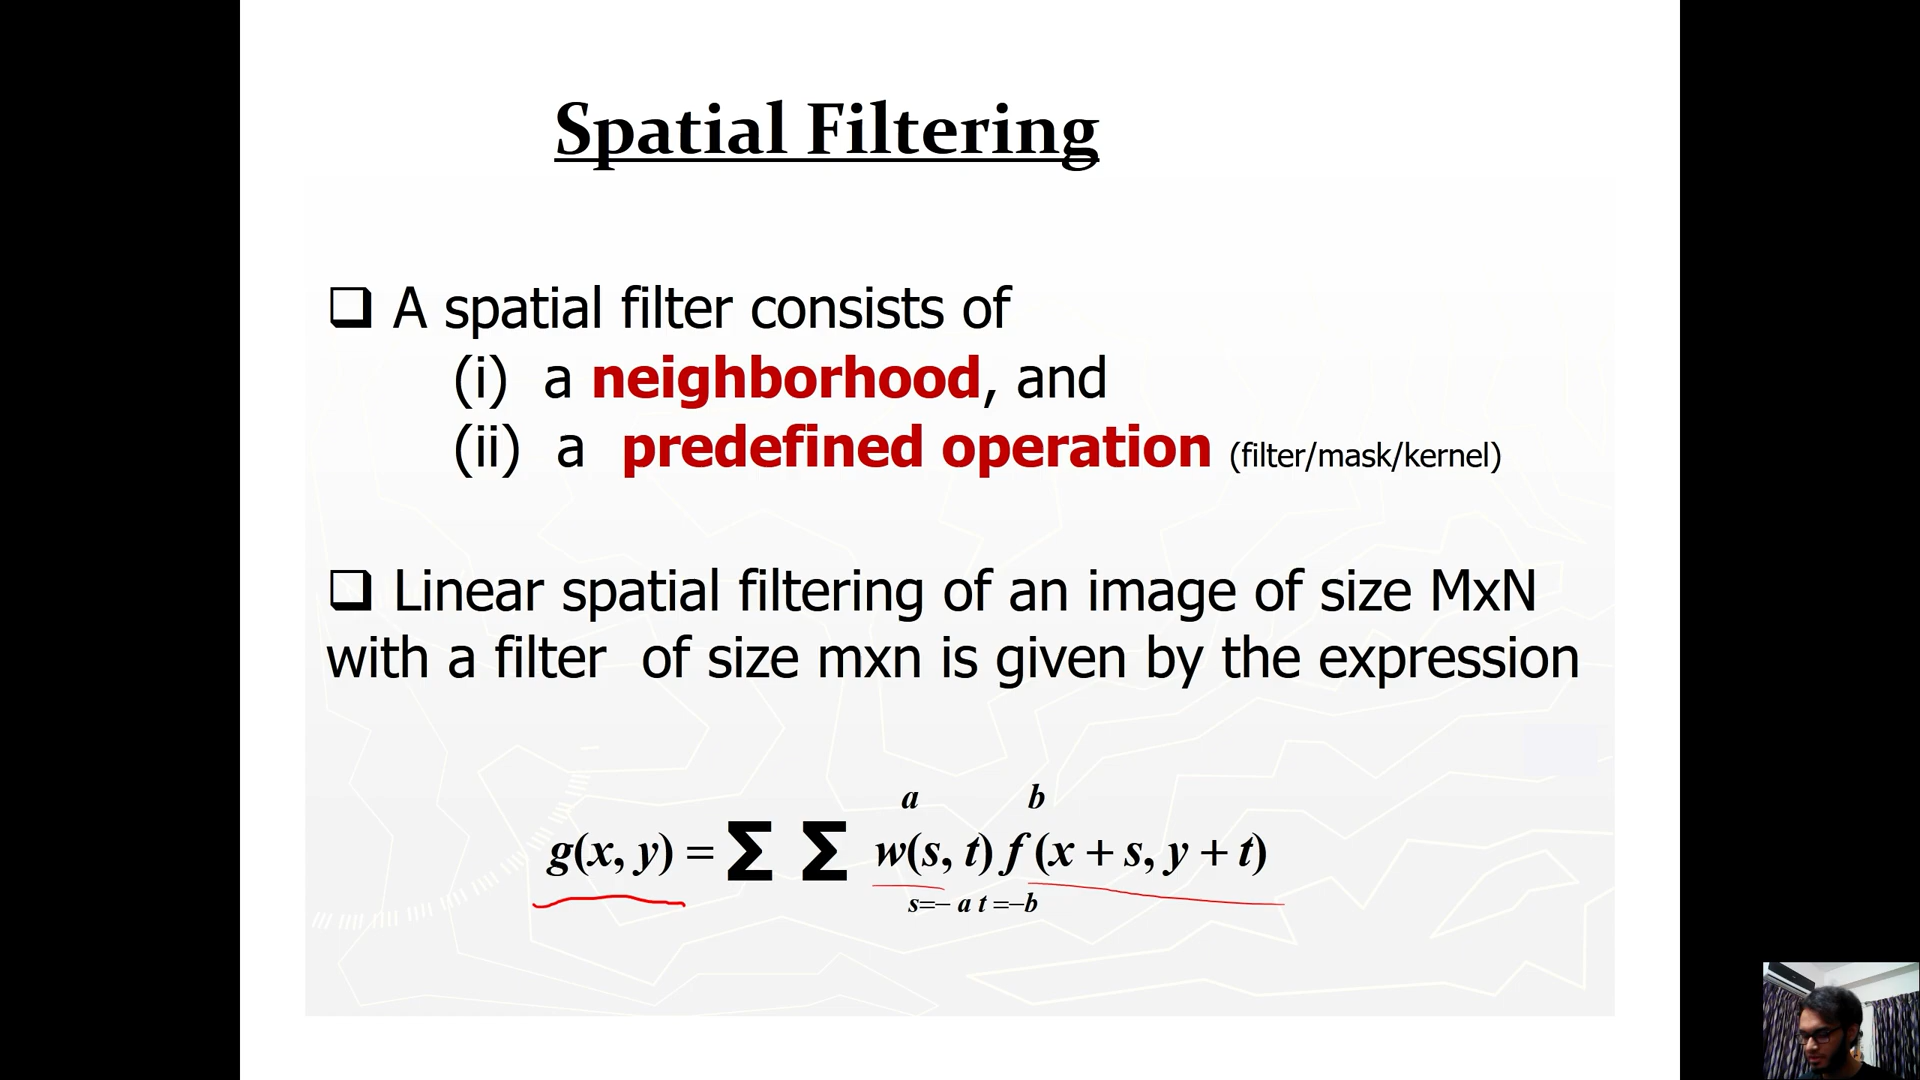 Spatial Filtering
❑ A spatial filter consists of
(i) a neighborhood, and
(ii) a predefined operation (filter/mask/kernel)
❑ Linear spatial filtering of an image of size MxN
with a filter of size mxn is given by the expression
a b
g(x, y) = Σ Σ w(s, t) f (x + s, y + t)
s=− a t =−b